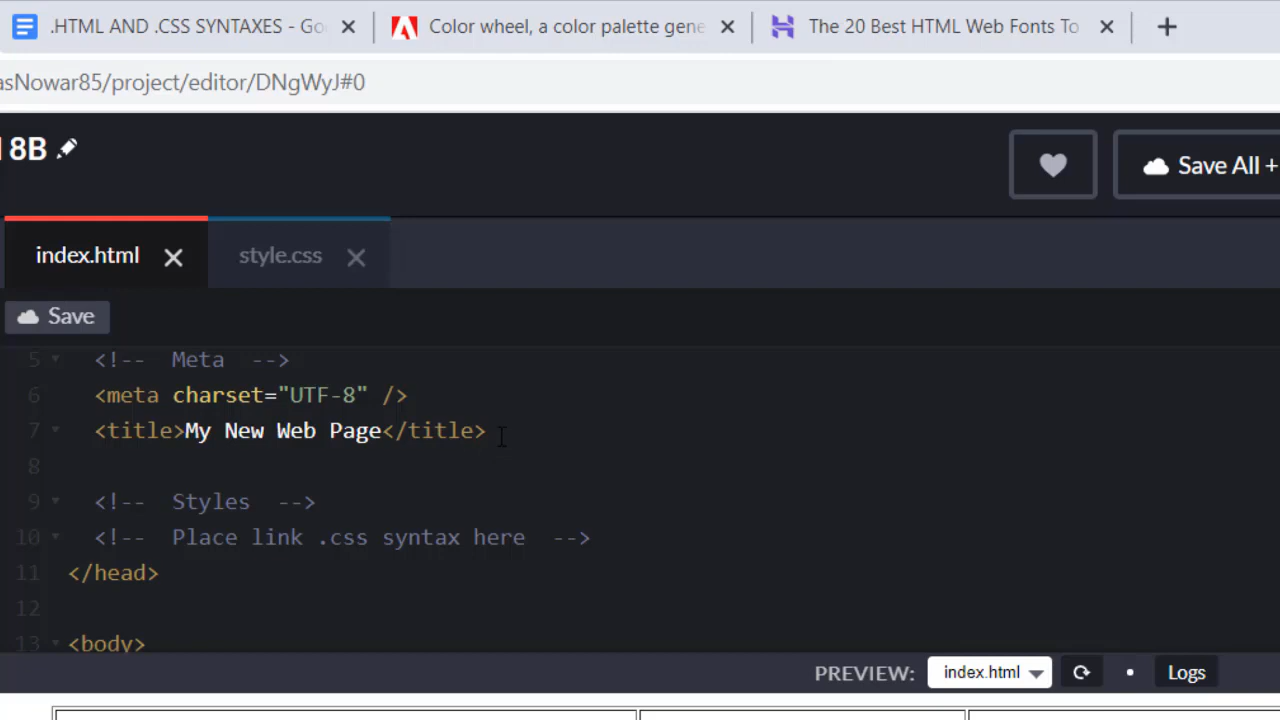 .HTML AND .CSS SYNTAXES - Go
Color wheel, a color palette gene
The 20 Best HTML Web Fonts To
asNowar85/project/editor/DNgWyJ#0
8B
Save All +
index.html
style.css
Save
5 <!-- Meta -->
6 <meta charset="UTF-8" />
7 <title>My New Web Page</title>
8
9 <!-- Styles -->
10 <!-- Place link .css syntax here -->
11 </head>
12
13 <body>
PREVIEW: index.html Logs